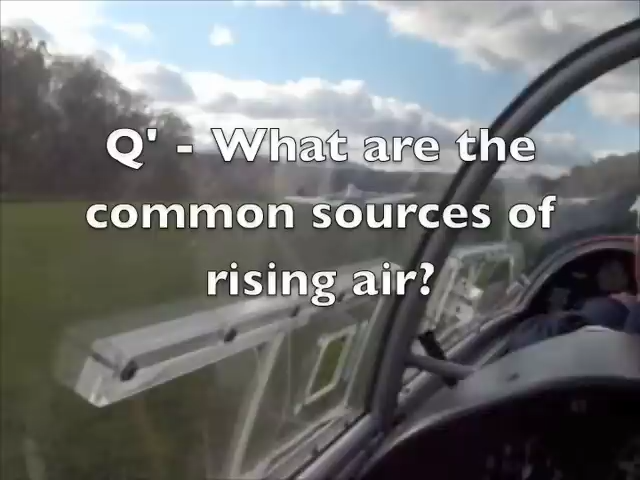 Q' - What are the
common sources of
rising air?